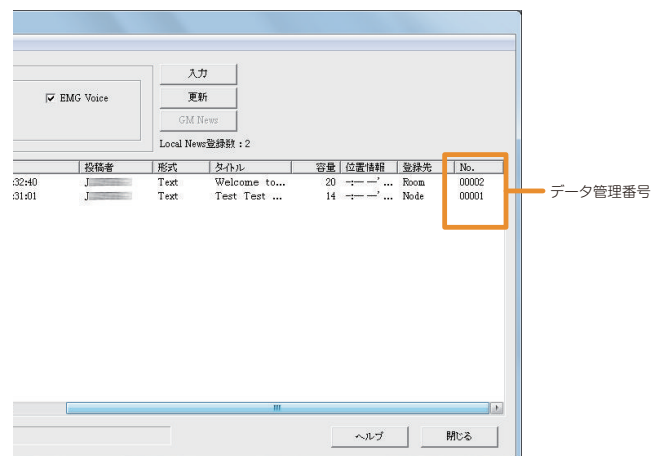 入力
EMG Voice
更新
GM News
Local News登録数：2
投稿者 形式 タイトル 容量 位置情報 登録先 No.
:32:40 J Text Welcome to... 20 -:-- --'... Room 00002
:31:01 J Text Test Test ... 14 -:-- --'... Node 00001
データ管理番号
ヘルプ 閉じる